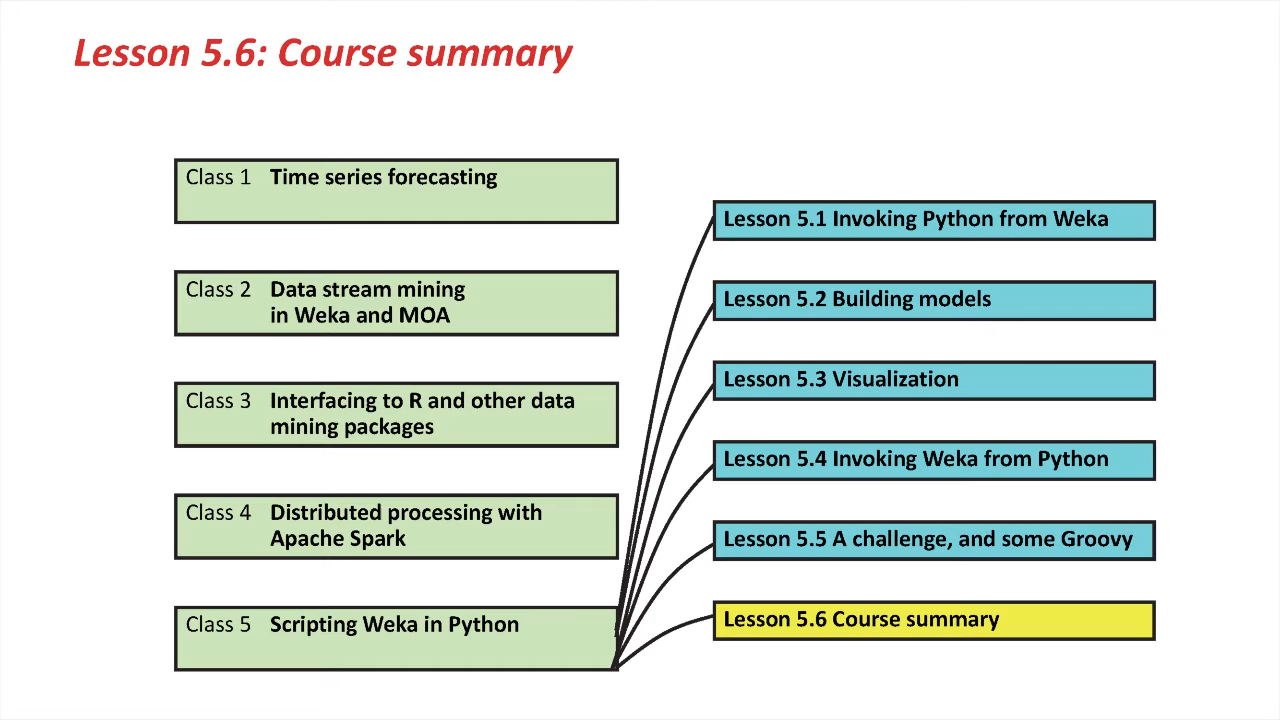 Lesson 5.6: Course summary
Class 1 Time series forecasting
Class 2 Data stream mining
in Weka and MOA
Class 3 Interfacing to R and other data
mining packages
Class 4 Distributed processing with
Apache Spark
Class 5 Scripting Weka in Python
Lesson 5.1 Invoking Python from Weka
Lesson 5.2 Building models
Lesson 5.3 Visualization
Lesson 5.4 Invoking Weka from Python
Lesson 5.5 A challenge, and some Groovy
Lesson 5.6 Course summary